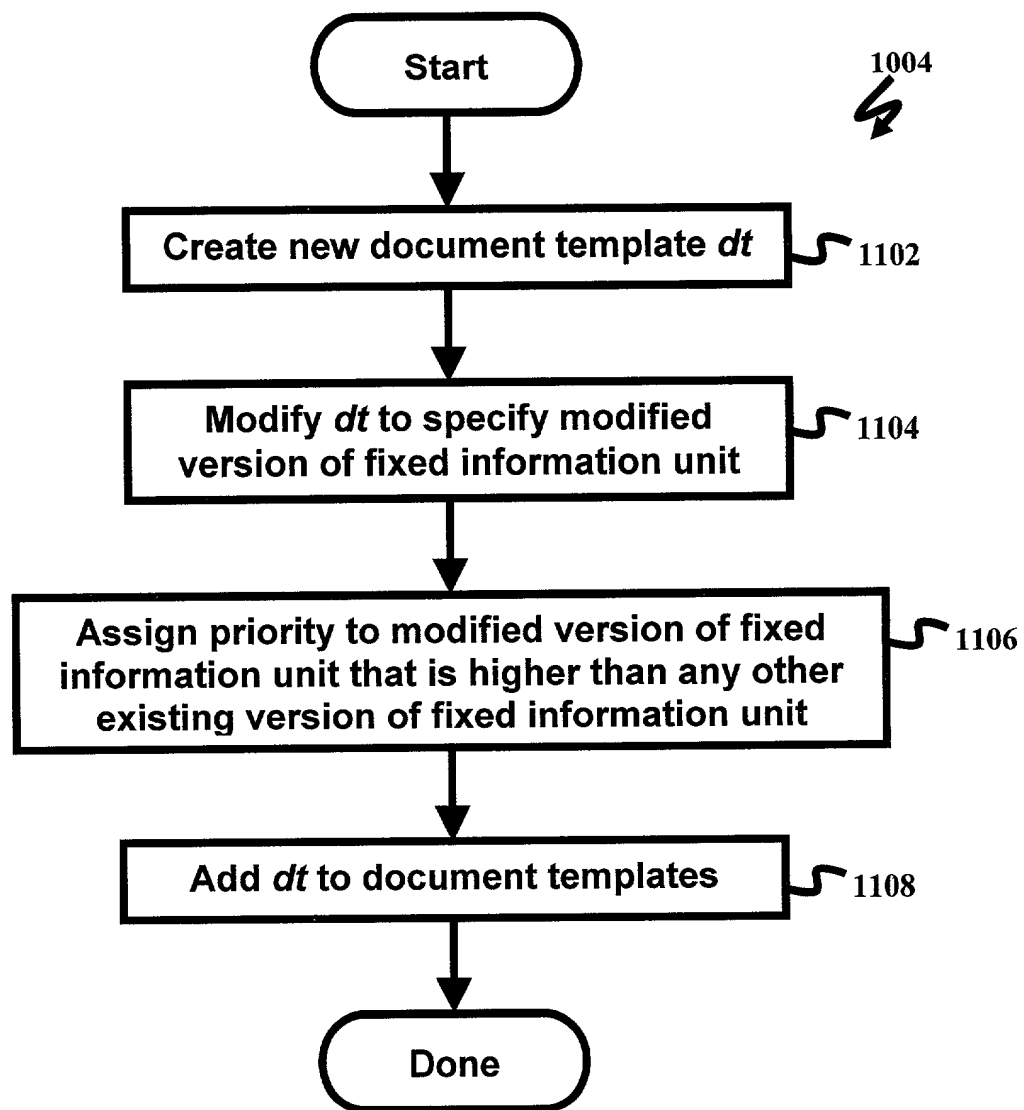 Start
1004
Create new document template dt
1102
Modify dt to specify modified
version of fixed information unit
1104
Assign priority to modified version of fixed
information unit that is higher than any other
existing version of fixed information unit
1106
Add dt to document templates
1108
Done